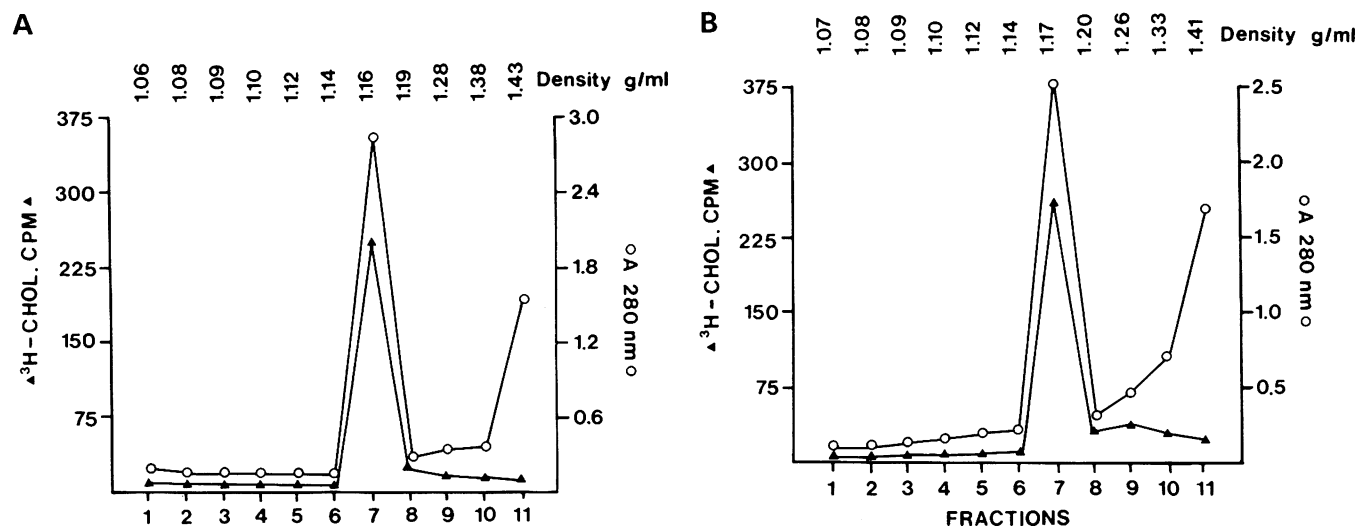 A
1.06 1.08 1.09 1.10 1.12 1.14 1.16 1.19 1.28 1.38 1.43 Density g/ml
375 300 225 150 75
▲³H – CHOL. CPM ▲
3.0 2.4 1.8 1.2 0.6
○ A 280 nm ○
1 2 3 4 5 6 7 8 9 10 11
B
1.07 1.08 1.09 1.10 1.12 1.14 1.17 1.20 1.26 1.33 1.41 Density g/ml
375 300 225 150 75
▲³H – CHOL. CPM ▲
2.5 2.0 1.5 1.0 0.5
○ A 280 nm ○
1 2 3 4 5 6 7 8 9 10 11
FRACTIONS